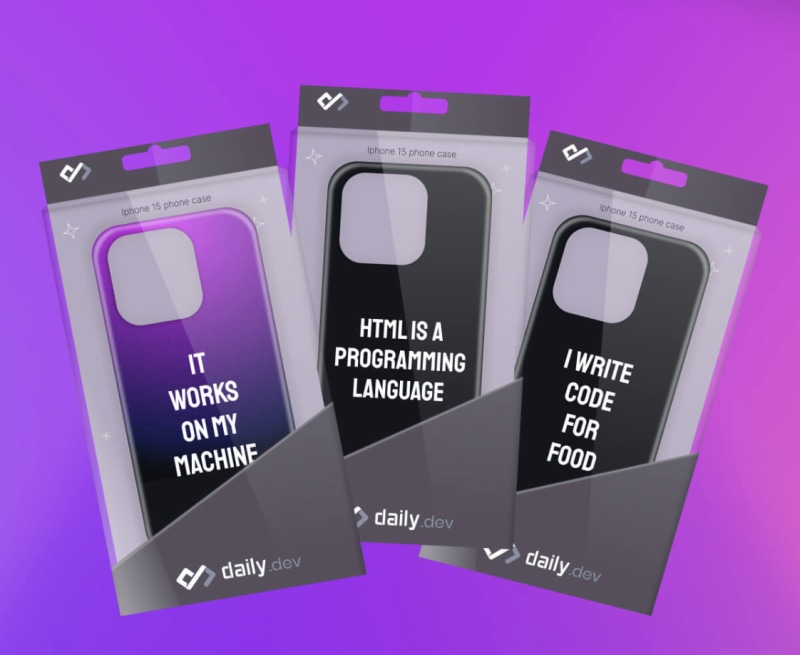 Iphone 15 phone case
IT
WORKS
ON MY
MACHINE
daily.dev
Iphone 15 phone case
HTML IS A
PROGRAMMING
LANGUAGE
daily.dev
Iphone 15 phone case
I WRITE
CODE
FOR
FOOD
daily.dev